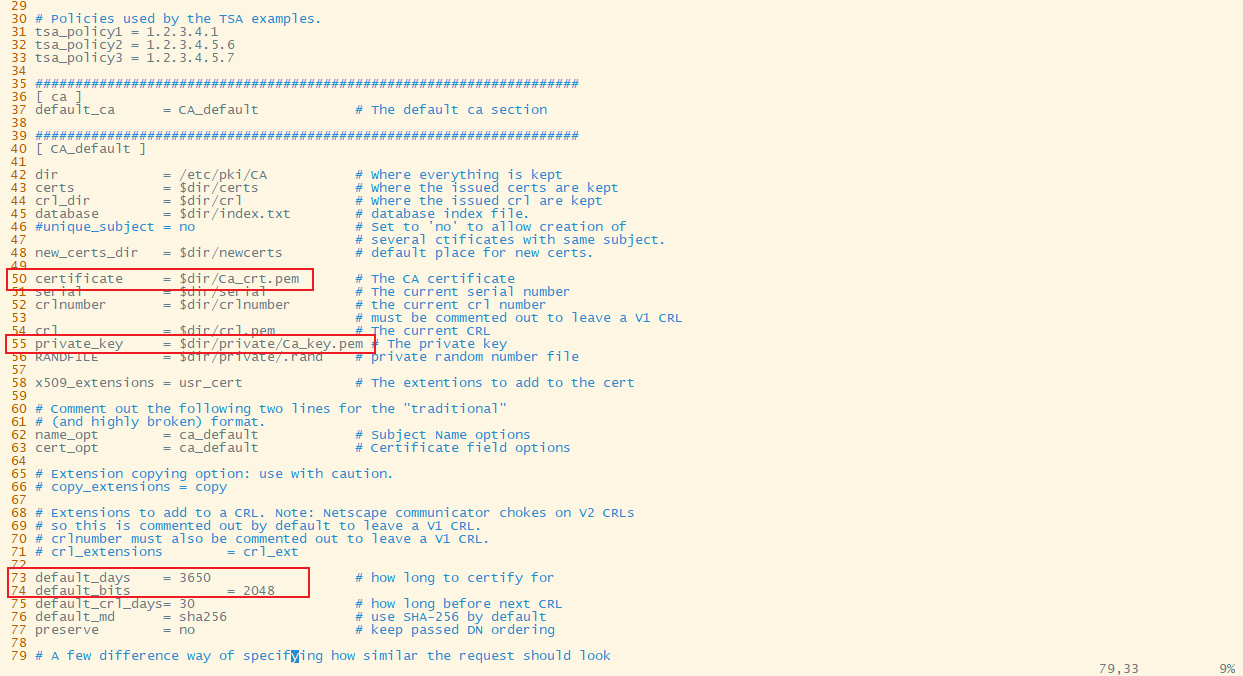 29
30 # Policies used by the TSA examples.
31 tsa_policy1 = 1.2.3.4.1
32 tsa_policy2 = 1.2.3.4.5.6
33 tsa_policy3 = 1.2.3.4.5.7
34
35 ####################################################################
36 [ ca ]
37 default_ca      = CA_default            # The default ca section
38
39 ####################################################################
40 [ CA_default ]
41
42 dir             = /etc/pki/CA           # Where everything is kept
43 certs           = $dir/certs            # Where the issued certs are kept
44 crl_dir         = $dir/crl              # Where the issued crl are kept
45 database        = $dir/index.txt        # database index file.
46 #unique_subject = no                    # Set to 'no' to allow creation of
47                                         # several ctificates with same subject.
48 new_certs_dir   = $dir/newcerts         # default place for new certs.
49
50 certificate     = $dir/Ca_crt.pem       # The CA certificate
51 serial          = $dir/serial           # The current serial number
52 crlnumber       = $dir/crlnumber        # the current crl number
53                                         # must be commented out to leave a V1 CRL
54 crl             = $dir/crl.pem          # The current CRL
55 private_key     = $dir/private/Ca_key.pem # The private key
56 RANDFILE        = $dir/private/.rand    # private random number file
57
58 x509_extensions = usr_cert              # The extentions to add to the cert
59
60 # Comment out the following two lines for the "traditional"
61 # (and highly broken) format.
62 name_opt        = ca_default            # Subject Name options
63 cert_opt        = ca_default            # Certificate field options
64
65 # Extension copying option: use with caution.
66 # copy_extensions = copy
67
68 # Extensions to add to a CRL. Note: Netscape communicator chokes on V2 CRLs
69 # so this is commented out by default to leave a V1 CRL.
70 # crlnumber must also be commented out to leave a V1 CRL.
71 # crl_extensions        = crl_ext
72
73 default_days    = 3650                  # how long to certify for
74 default_bits            = 2048
75 default_crl_days= 30                    # how long before next CRL
76 default_md      = sha256                # use SHA-256 by default
77 preserve        = no                    # keep passed DN ordering
78
79 # A few difference way of specifying how similar the request should look
79,33 9%